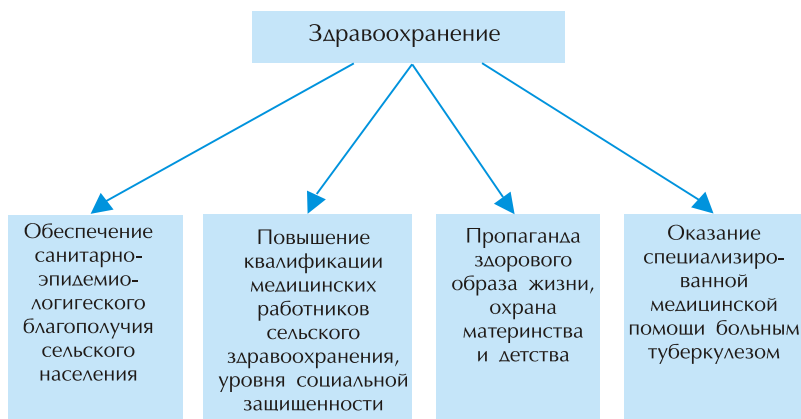 Здравоохранение
Обеспечение
санитарно-
эпидемио-
логигеского
благополучия
сельского
населения
Повышение
квалификации
медицинских
работников
сельского
здравоохранения,
уровня социальной
защищенности
Пропаганда
здорового
образа жизни,
охрана
материнства
и детства
Оказание
специализиро-
ванной
медицинской
помощи больным
туберкулезом